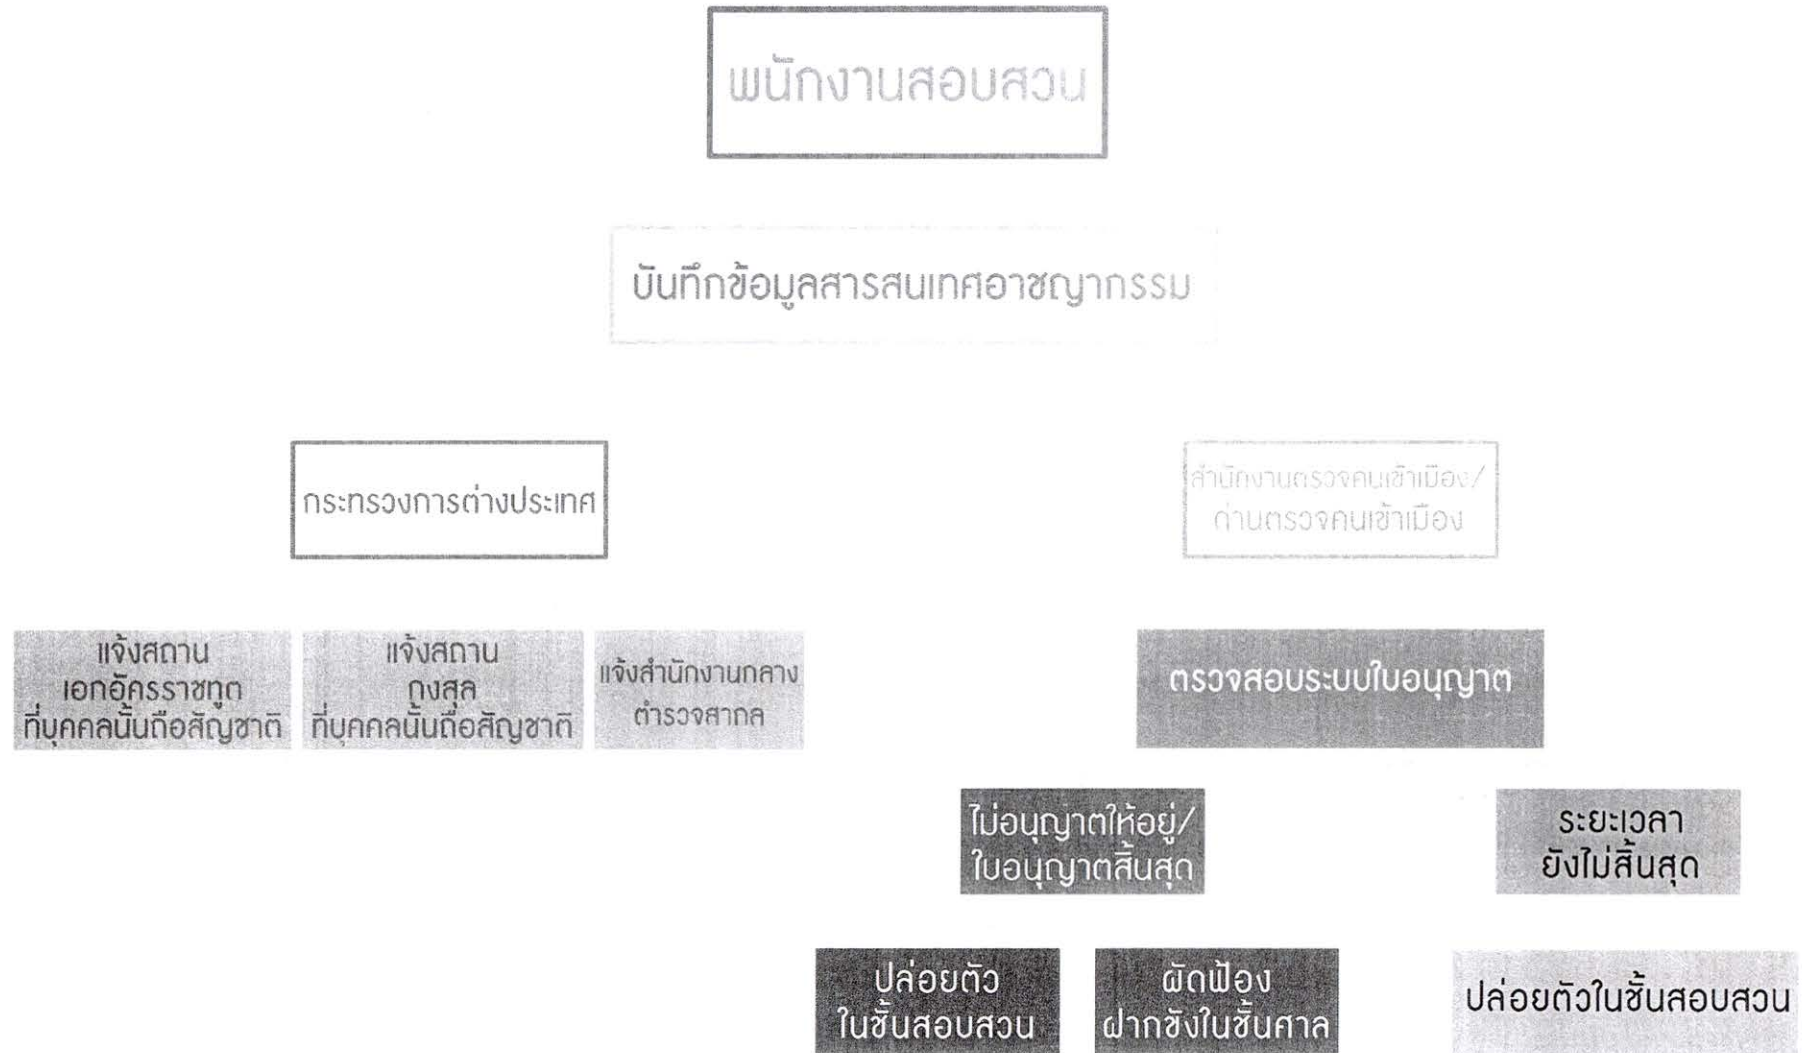 พนักงานสอบสวน
บันทึกข้อมูลสารสนเทศอาชญากรรม
กระทรวงการต่างประเทศ
สำนักงานตรวจคนเข้าเมือง/
ด่านตรวจคนเข้าเมือง
แจ้งสถาน
เอกอัครราชทูต
ที่บุคคลนั้นถือสัญชาติ
แจ้งสถาน
กงสุล
ที่บุคคลนั้นถือสัญชาติ
แจ้งสำนักงานกลาง
ตำรวจสากล
ตรวจสอบระบบใบอนุญาต
ไม่อนุญาตให้อยู่/
ใบอนุญาตสิ้นสุด
ระยะเวลา
ยังไม่สิ้นสุด
ปล่อยตัว
ในชั้นสอบสวน
ผัดฟ้อง
ฝากขังในชั้นศาล
ปล่อยตัวในชั้นสอบสวน